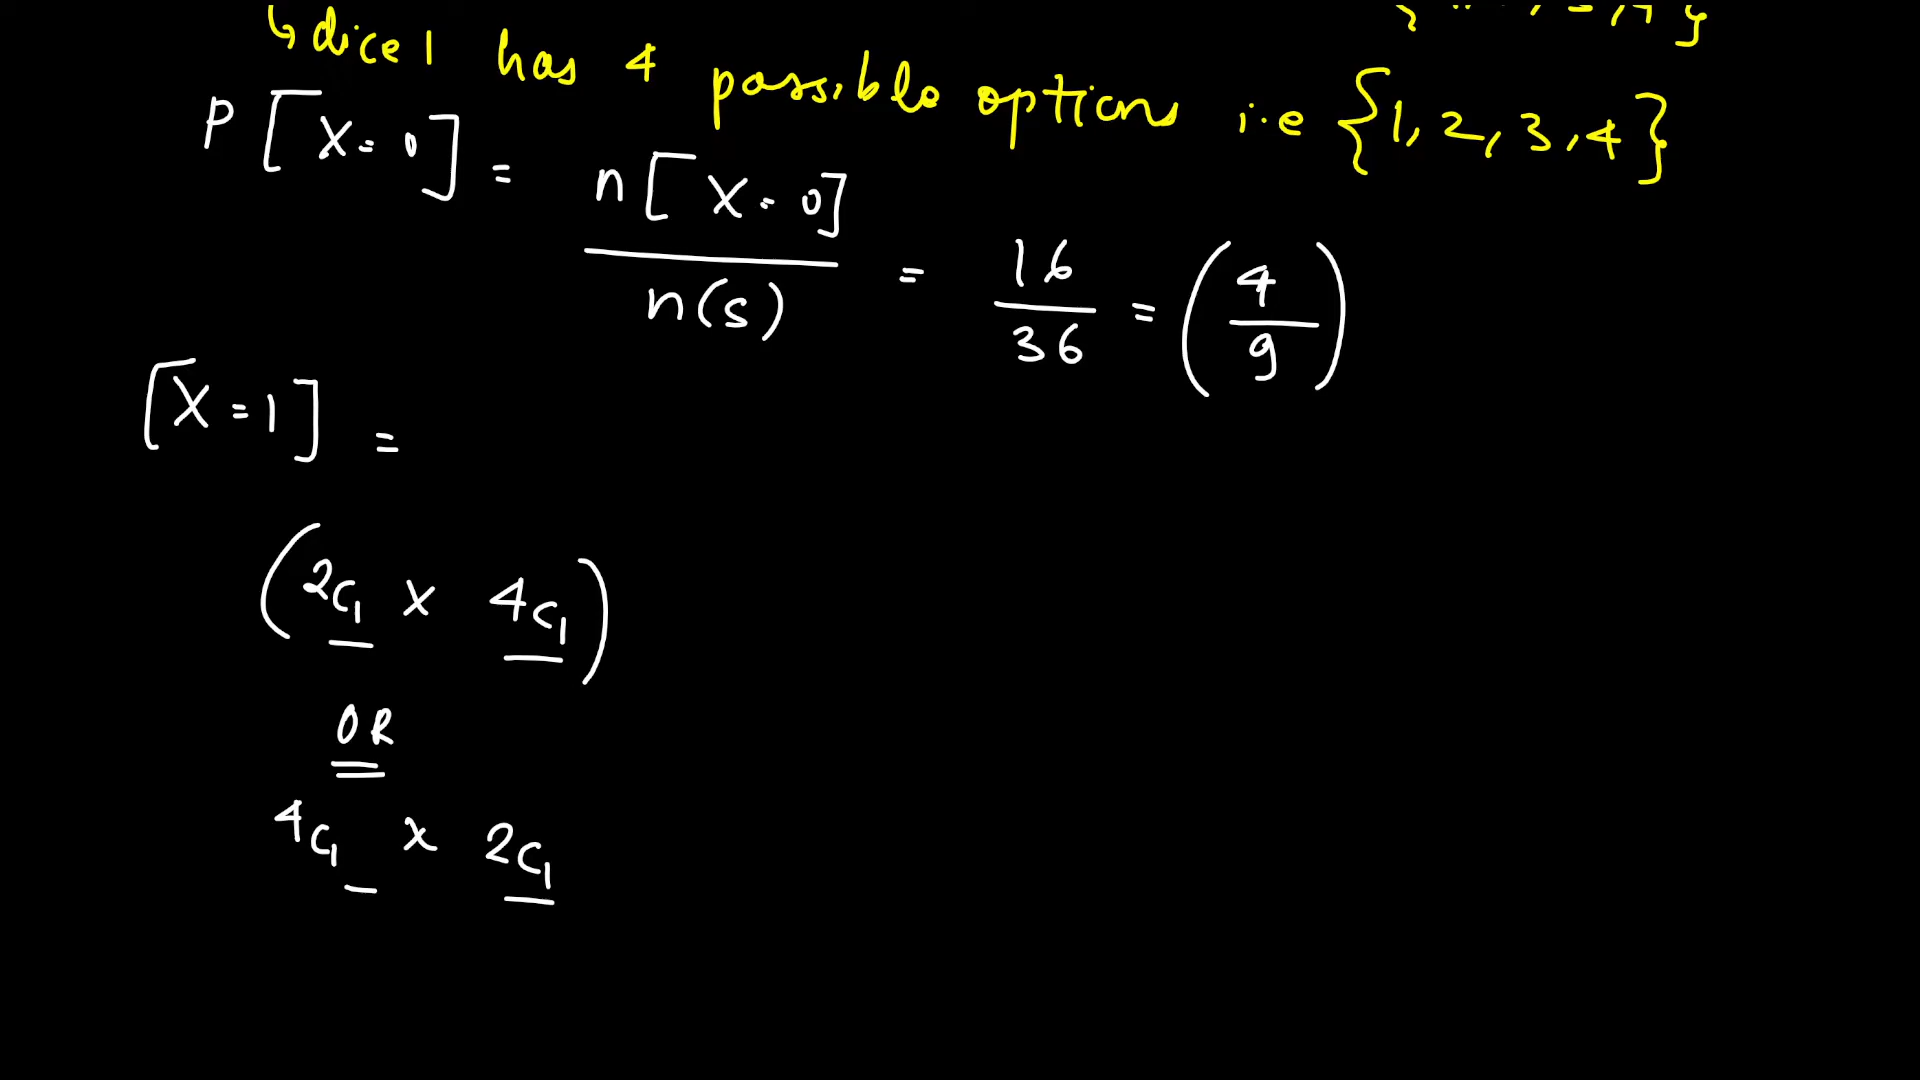 ↳ dice 1 has 4 possible options i.e {1, 2, 3, 4}
P[X = 0] = n[X = 0] / n(s) = 16/36 = (4/9)
[X = 1] =
(2C₁ x 4C₁)
OR
4C₁ x 2C₁